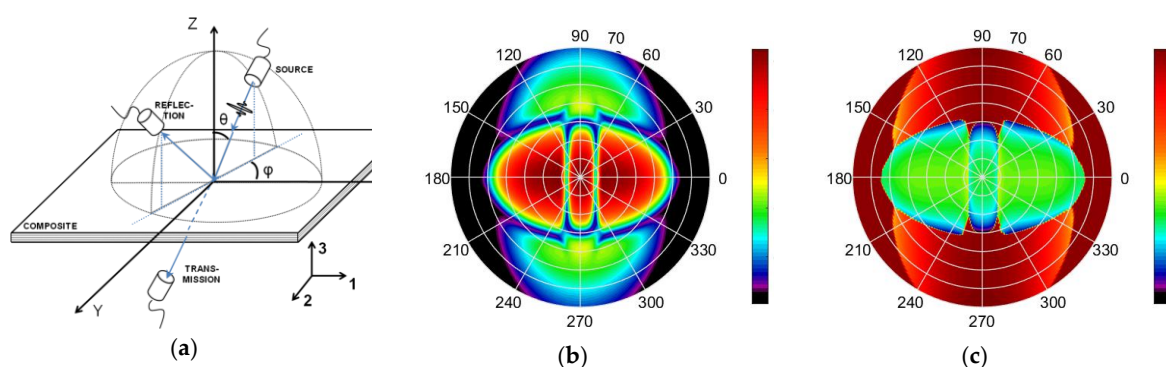 Z
SOURCE
REFLEC-
TION
θ
φ
COMPOSITE
TRANS-
MISSION
Y
3
2
1
(a)
90
120 70 60
150 30
180 0
210 330
240 300
270
(b)
90
120 70 60
150 30
180 0
210 330
240 300
270
(c)